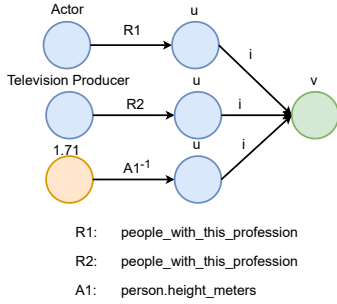 Actor
R1
u
i
v
Television Producer
R2
u
i
1.71
A1⁻¹
u
i
R1: people_with_this_profession
R2: people_with_this_profession
A1: person.height_meters